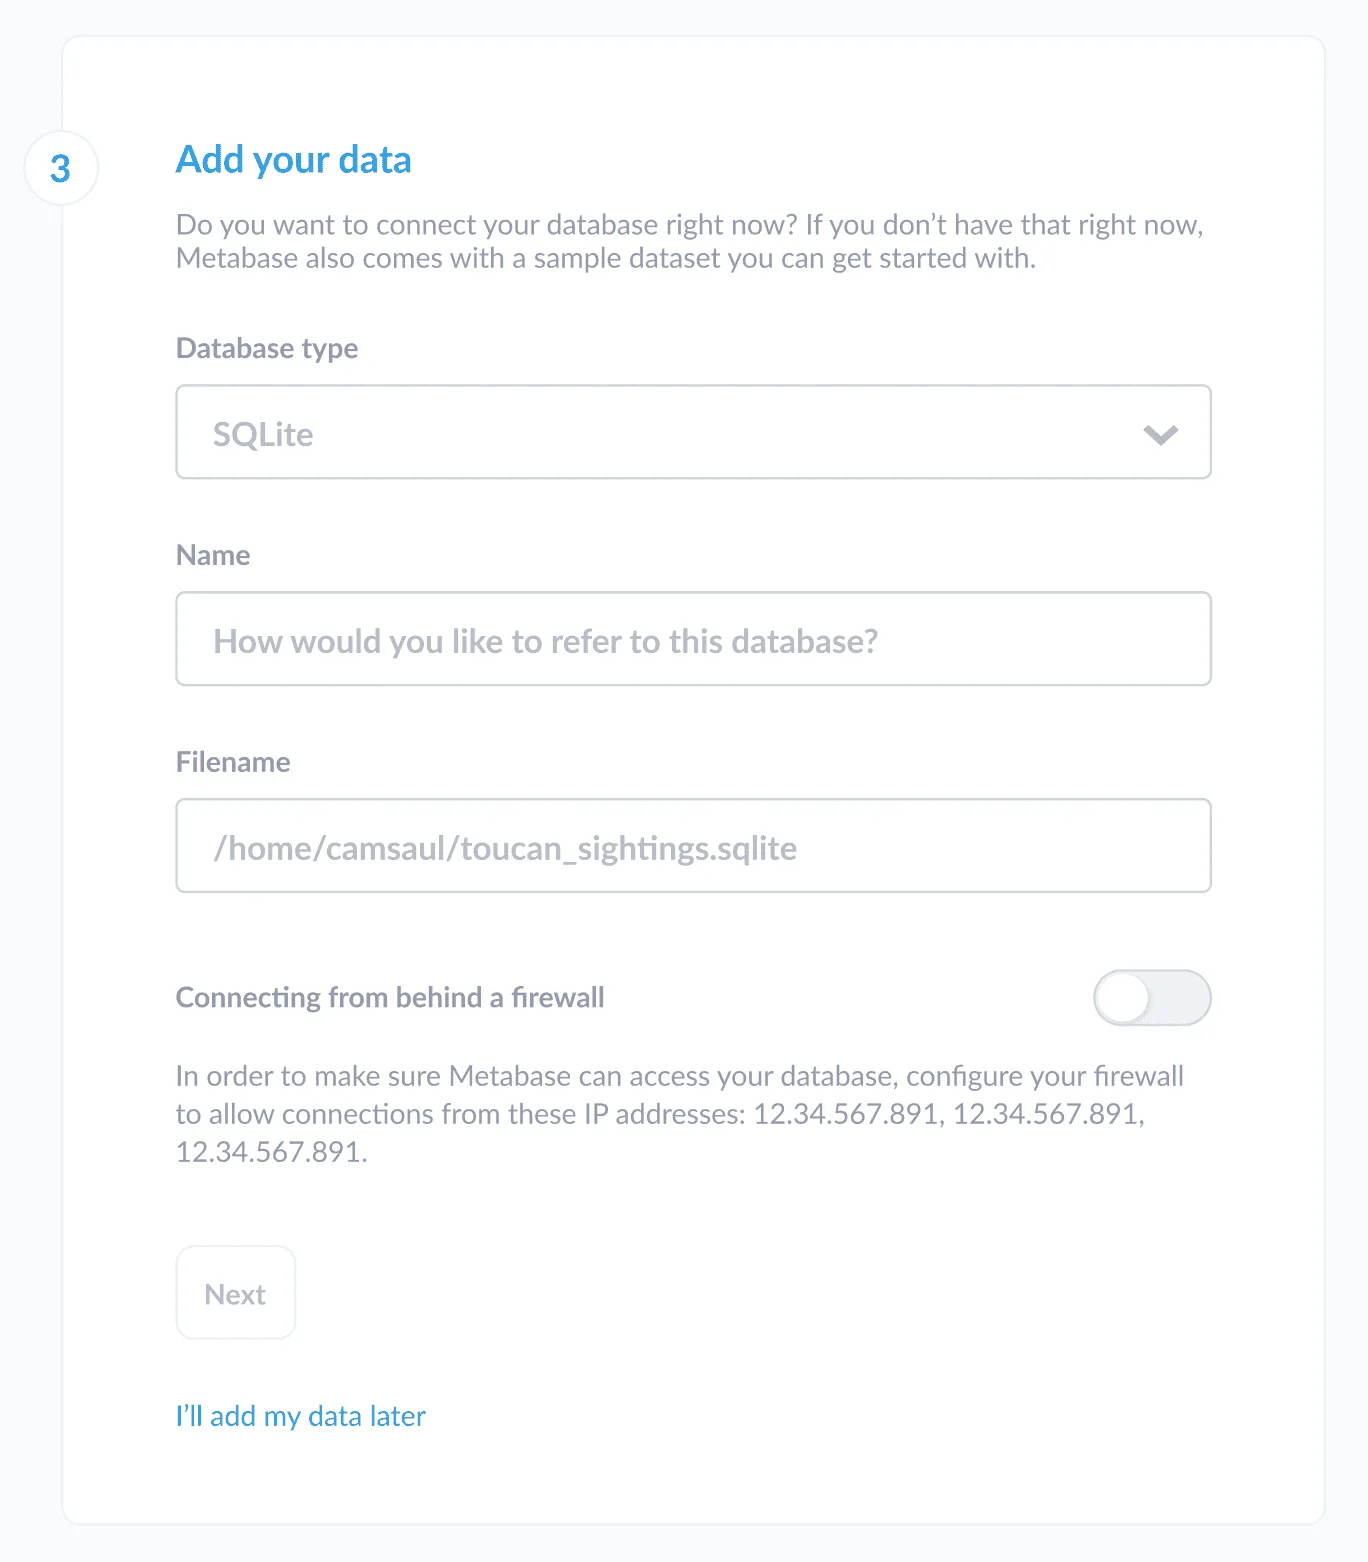 3
Add your data
Do you want to connect your database right now? If you don’t have that right now,
Metabase also comes with a sample dataset you can get started with.
Database type
SQLite
Name
How would you like to refer to this database?
Filename
/home/camsaul/toucan_sightings.sqlite
Connecting from behind a firewall
In order to make sure Metabase can access your database, configure your firewall
to allow connections from these IP addresses: 12.34.567.891, 12.34.567.891,
12.34.567.891.
Next
I’ll add my data later